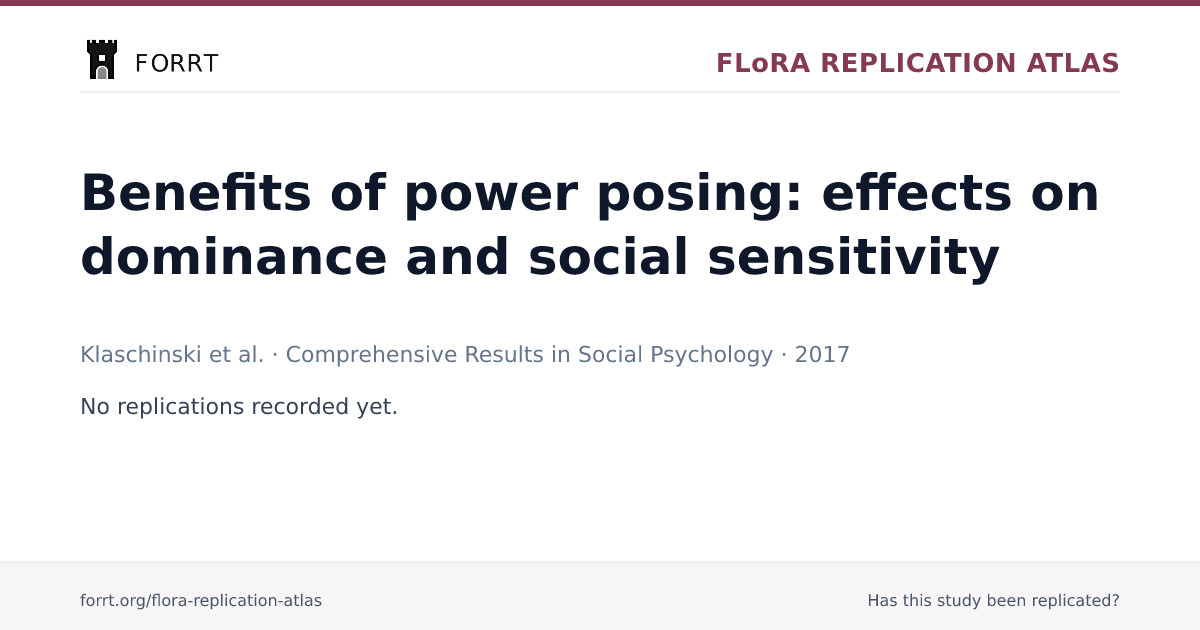 FORRT
FLoRA REPLICATION ATLAS
Benefits of power posing: effects on
dominance and social sensitivity
Klaschinski et al. · Comprehensive Results in Social Psychology · 2017
No replications recorded yet.
forrt.org/flora-replication-atlas
Has this study been replicated?